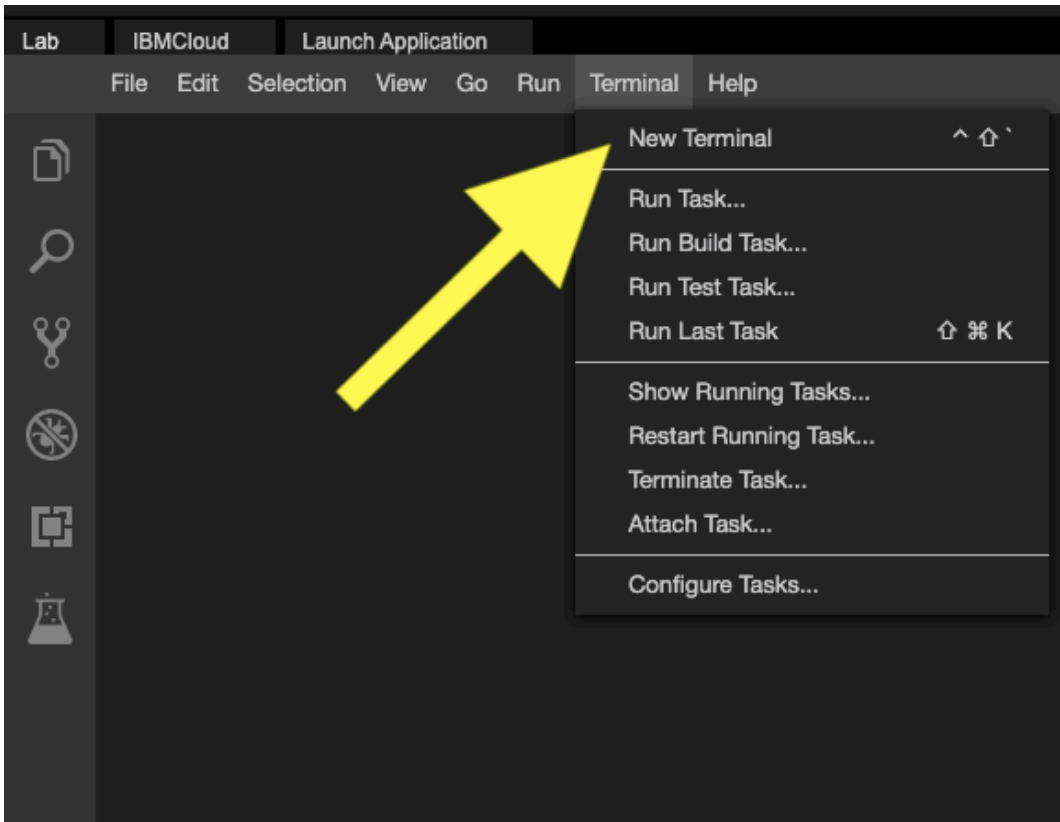 Lab IBMCloud Launch Application
File Edit Selection View Go Run Terminal Help
New Terminal ^ ⇧ `
Run Task...
Run Build Task...
Run Test Task...
Run Last Task ⇧ ⌘ K
Show Running Tasks...
Restart Running Task...
Terminate Task...
Attach Task...
Configure Tasks...